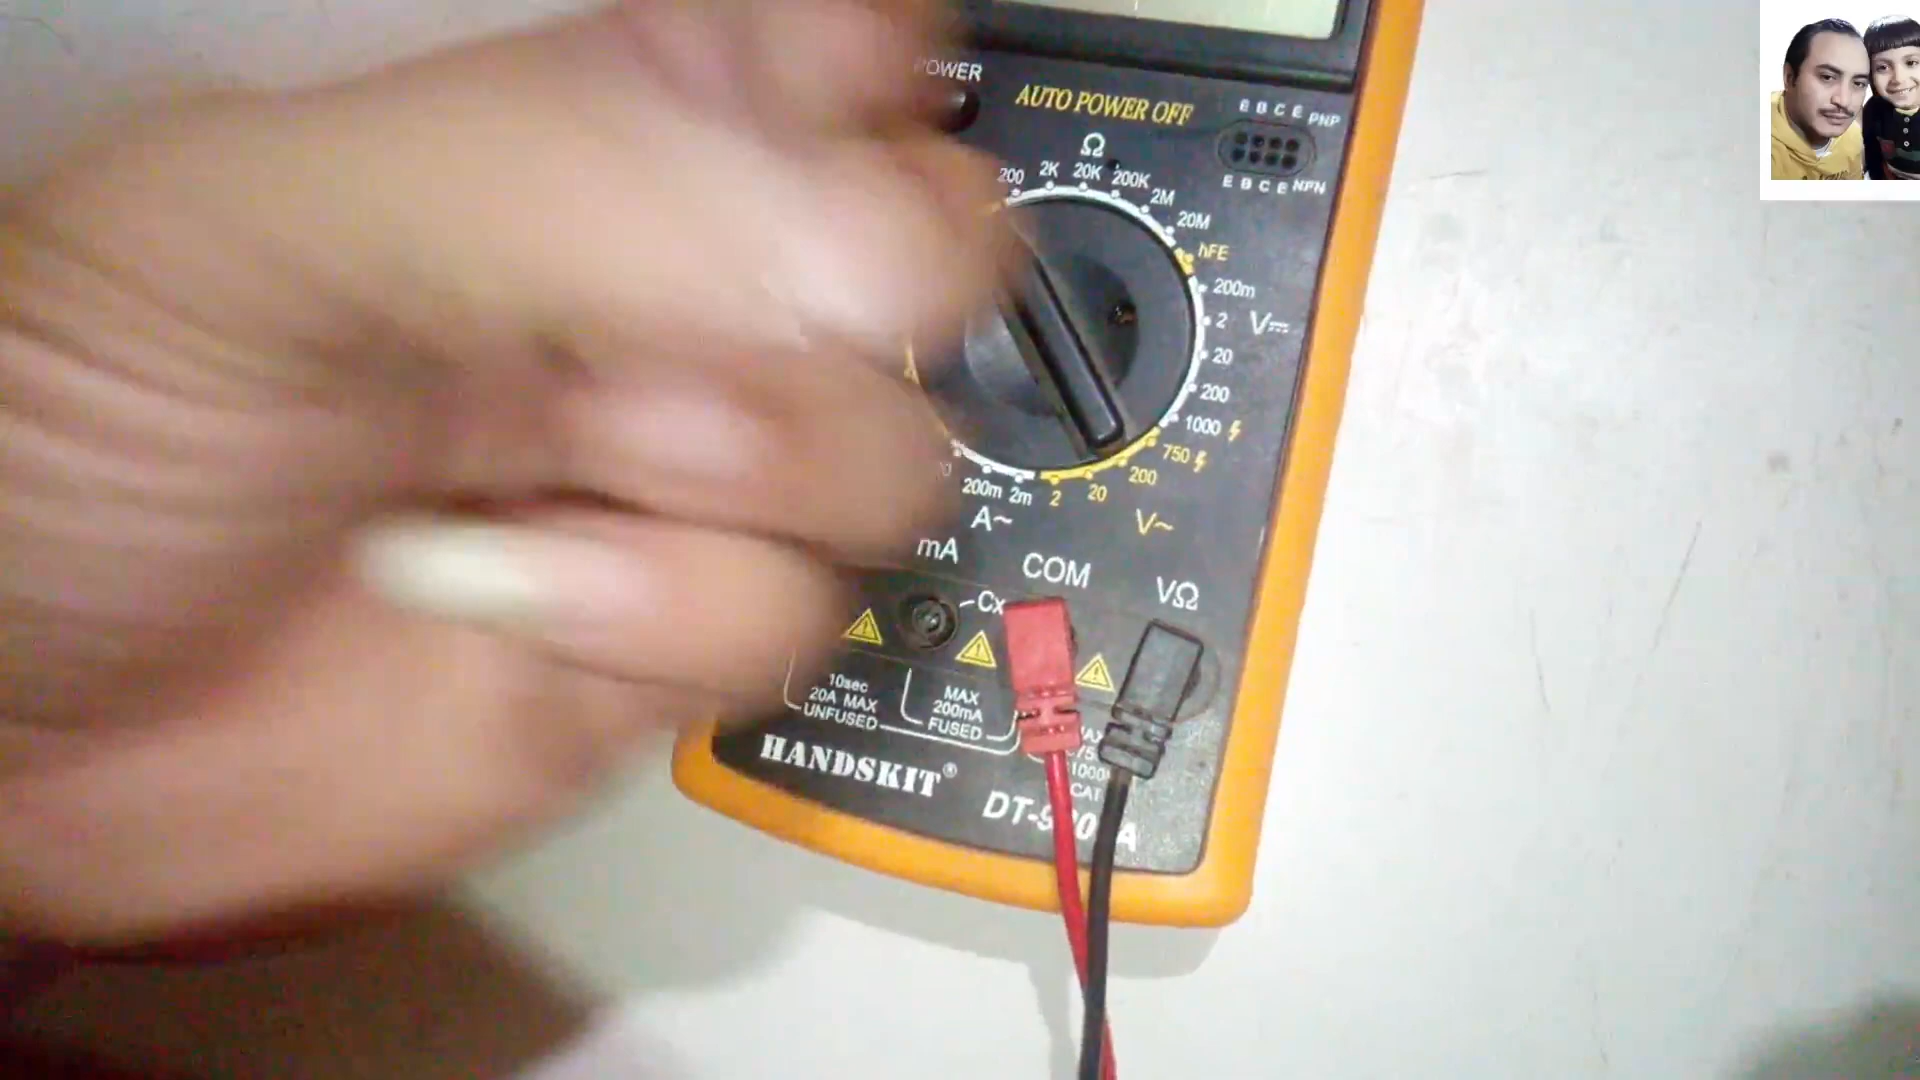 POWER
AUTO POWER OFF
E B C E PNP
Ω
200 2K 20K 200K 2M 20M
E B C E NPN
hFE
200m
2 V⎓
20
200
1000
750
200
20
2
2m
200m
A~
V~
mA
COM
VΩ
Cx
10sec
20A MAX
UNFUSED
MAX
200mA
FUSED
CAT
HANDSKIT®